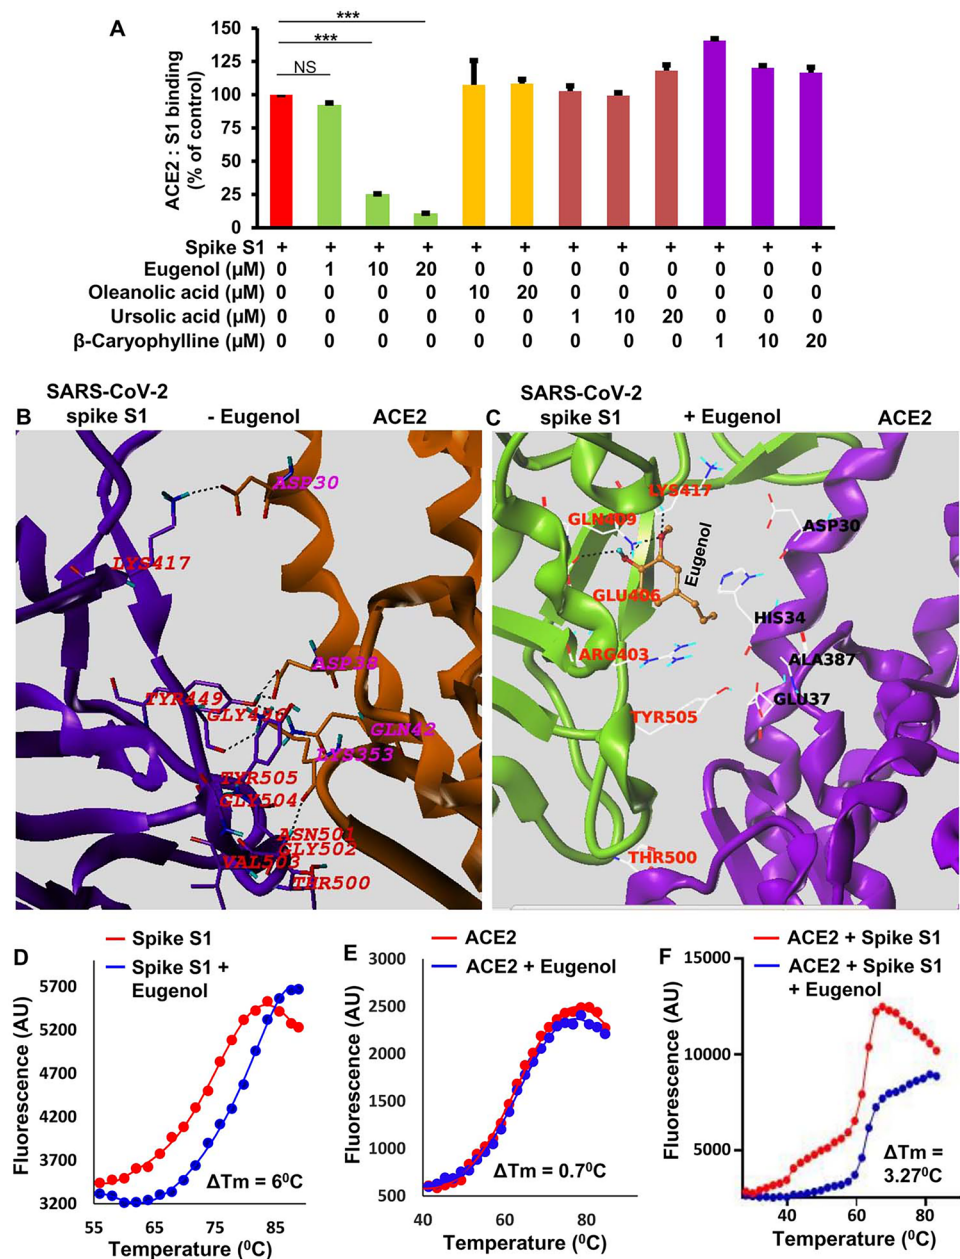 A
ACE2 : S1 binding
(% of control)
150
125
100
75
50
25
0
***
***
NS
Spike S1 + + + + + + + + + + + +
Eugenol (µM) 0 1 10 20 0 0 0 0 0 0 0 0
Oleanolic acid (µM) 0 0 0 0 10 20 0 0 0 0 0 0
Ursolic acid (µM) 0 0 0 0 0 0 1 10 20 0 0 0
β-Caryophylline (µM) 0 0 0 0 0 0 0 0 0 1 10 20
SARS-CoV-2
B spike S1 - Eugenol ACE2
ASP30
LYS417
ASP38
TYR449
GLY446
GLN42
LYS353
TYR505
GLY504
ASN501
GLY502
VAL503
THR500
SARS-CoV-2
C spike S1 + Eugenol ACE2
LYS417
GLN409
ASP30
Eugenol
GLU406
HIS34
ARG403
ALA387
GLU37
TYR505
THR500
D
Spike S1
Spike S1 +
Eugenol
Fluorescence (AU)
5700
5200
4700
4200
3700
3200
ΔTm = 6⁰C
55 65 75 85
Temperature (⁰C)
E
ACE2
ACE2 + Eugenol
Fluorescence (AU)
3000
2500
2000
1500
1000
500
ΔTm = 0.7⁰C
40 60 80
Temperature (⁰C)
F
ACE2 + Spike S1
ACE2 + Spike S1
+ Eugenol
Fluorescence (AU)
15000
10000
5000
ΔTm =
3.27⁰C
40 60 80
Temperature (⁰C)